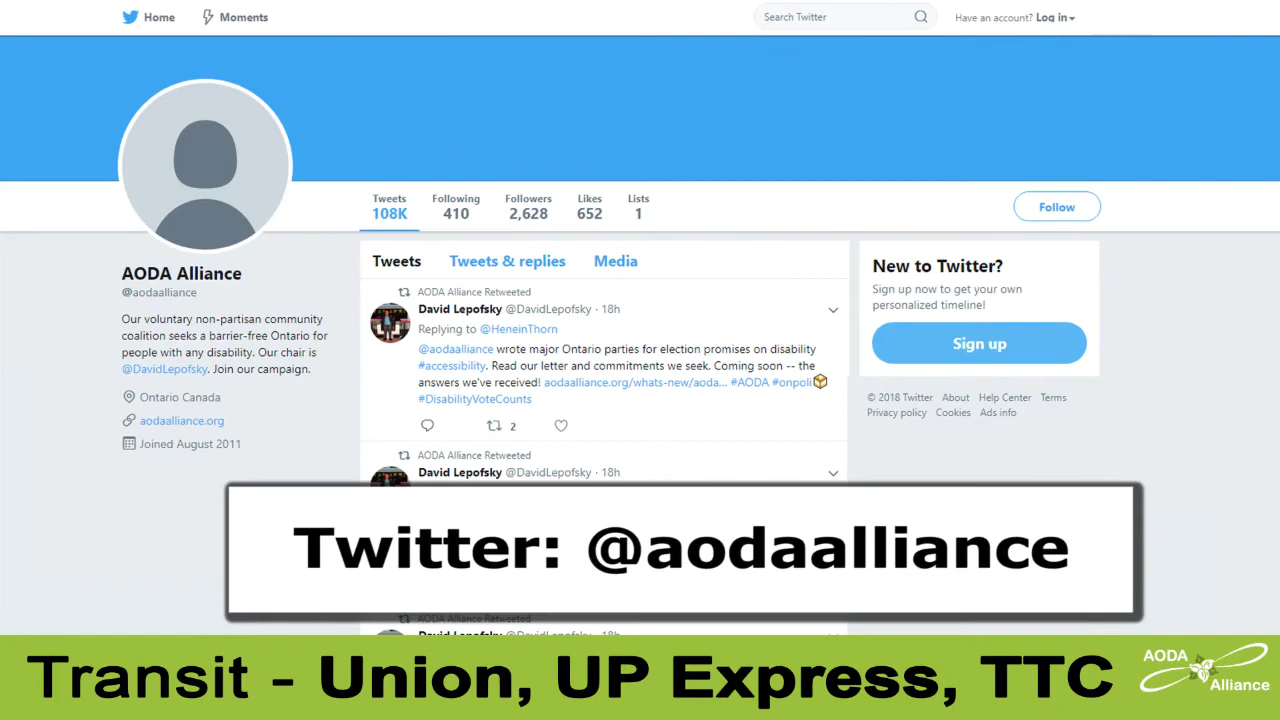 Home
Moments
Search Twitter
Have an account? Log in
Tweets
108K
Following
410
Followers
2,628
Likes
652
Lists
1
Follow
AODA Alliance
@aodaalliance
Our voluntary non-partisan community
coalition seeks a barrier-free Ontario for
people with any disability. Our chair is
@DavidLepofsky. Join our campaign.
Ontario Canada
aodaalliance.org
Joined August 2011
Tweets
Tweets & replies
Media
AODA Alliance Retweeted
David Lepofsky @DavidLepofsky · 18h
Replying to @HeneinThorn
@aodaalliance wrote major Ontario parties for election promises on disability
#accessibility. Read our letter and commitments we seek. Coming soon -- the
answers we've received! aodaalliance.org/whats-new/aoda... #AODA #onpoli
#DisabilityVoteCounts
2
AODA Alliance Retweeted
David Lepofsky @DavidLepofsky · 18h
New to Twitter?
Sign up now to get your own
personalized timeline!
Sign up
© 2018 Twitter About Help Center Terms
Privacy policy Cookies Ads info
Twitter: @aodaalliance
AODA Alliance Retweeted
David Lepofsky @DavidLepofsky · 18h
Transit - Union, UP Express, TTC
AODA
Alliance